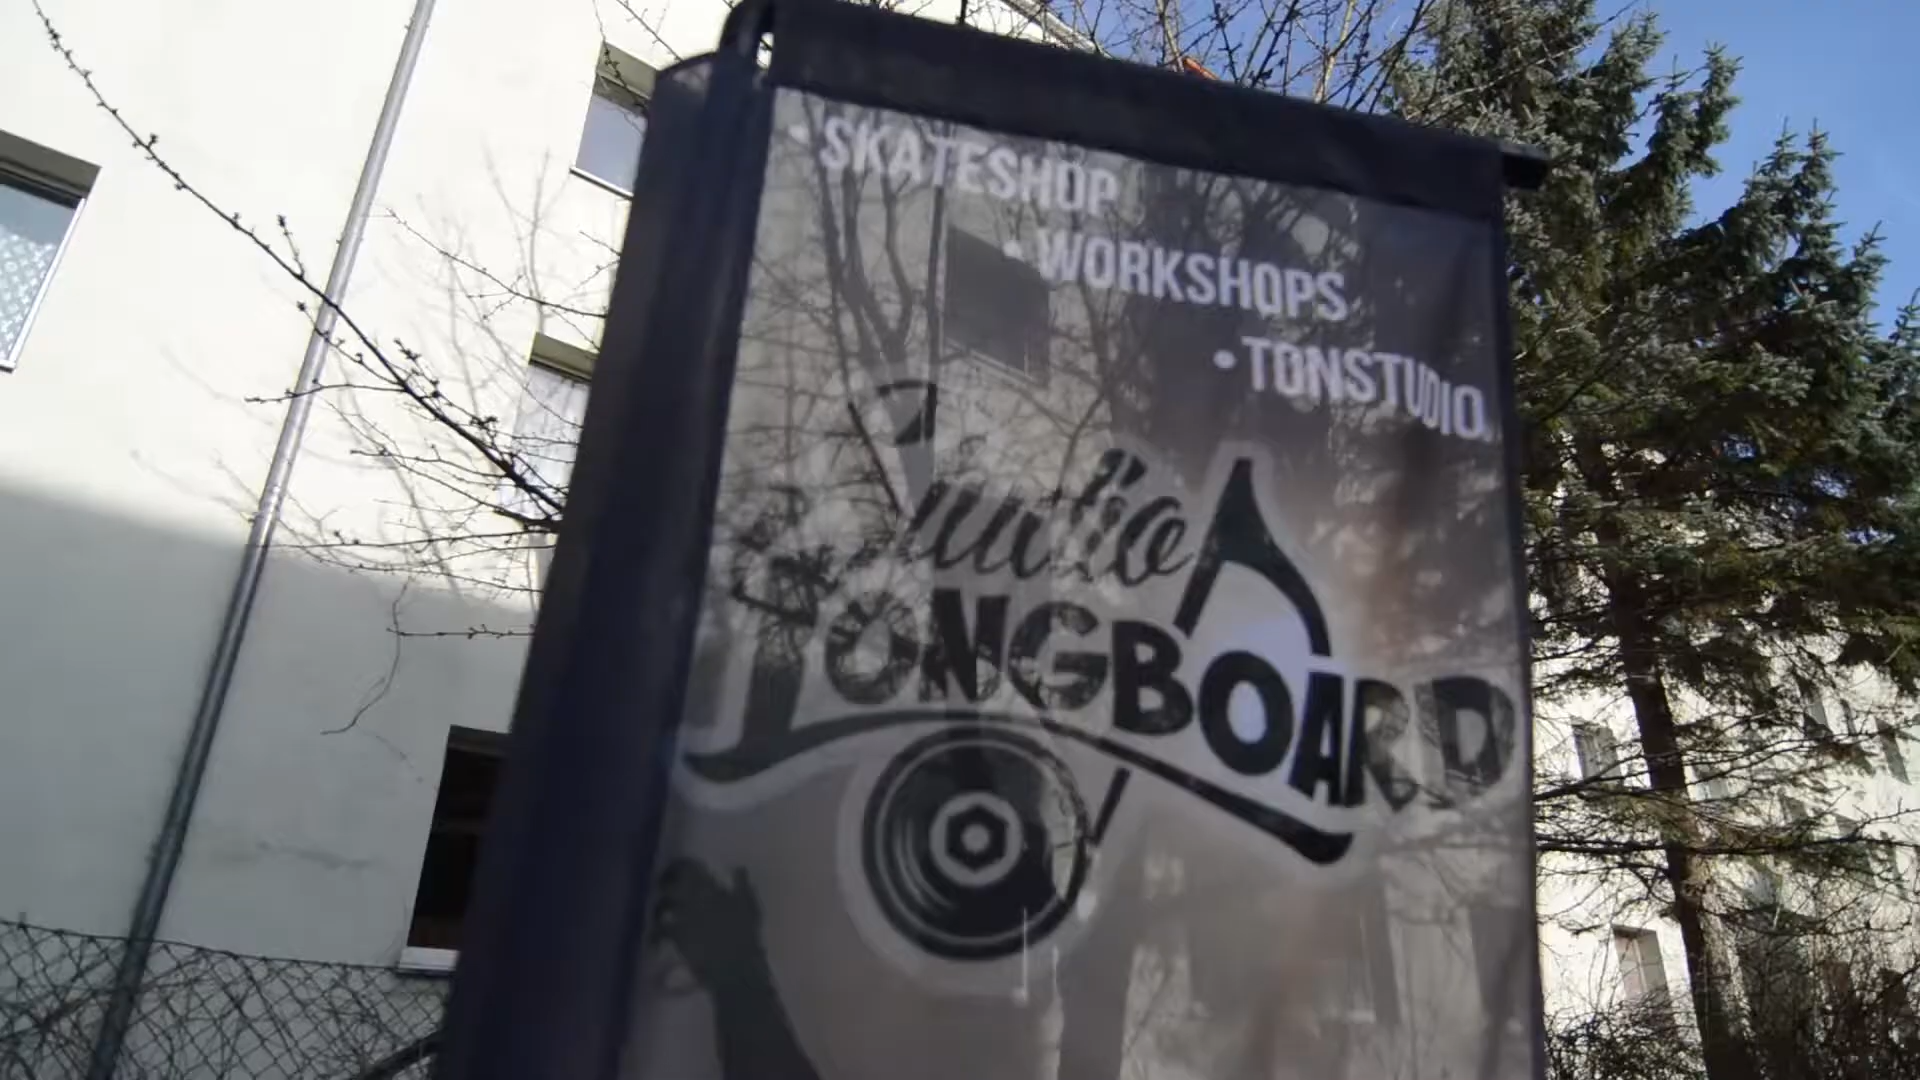 • SKATESHOP
• WORKSHOPS
• TONSTUDIO
Studio
LONGBOARD